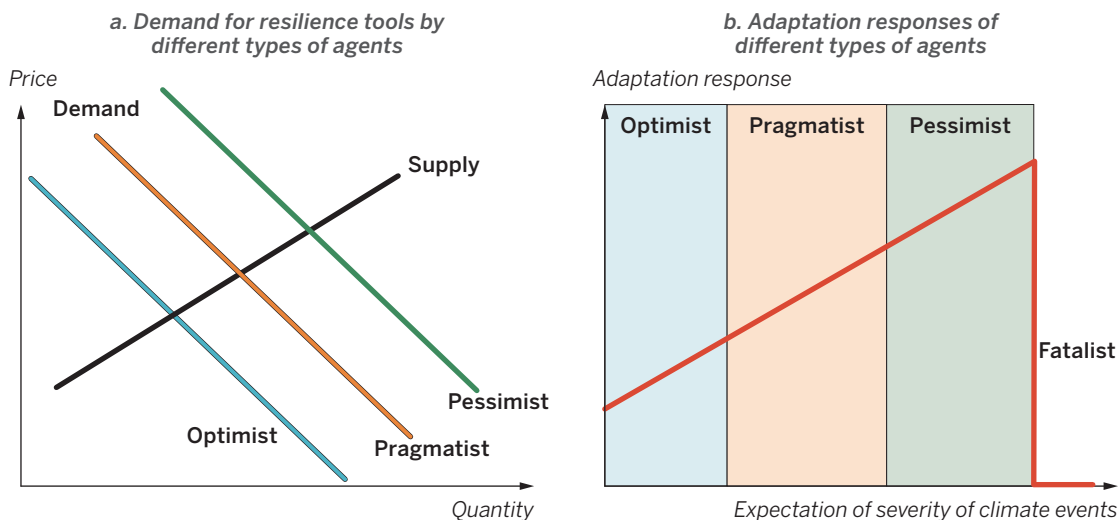 a. Demand for resilience tools by
different types of agents
Price
Demand
Supply
Pessimist
Optimist
Pragmatist
Quantity
b. Adaptation responses of
different types of agents
Adaptation response
Optimist
Pragmatist
Pessimist
Fatalist
Expectation of severity of climate events